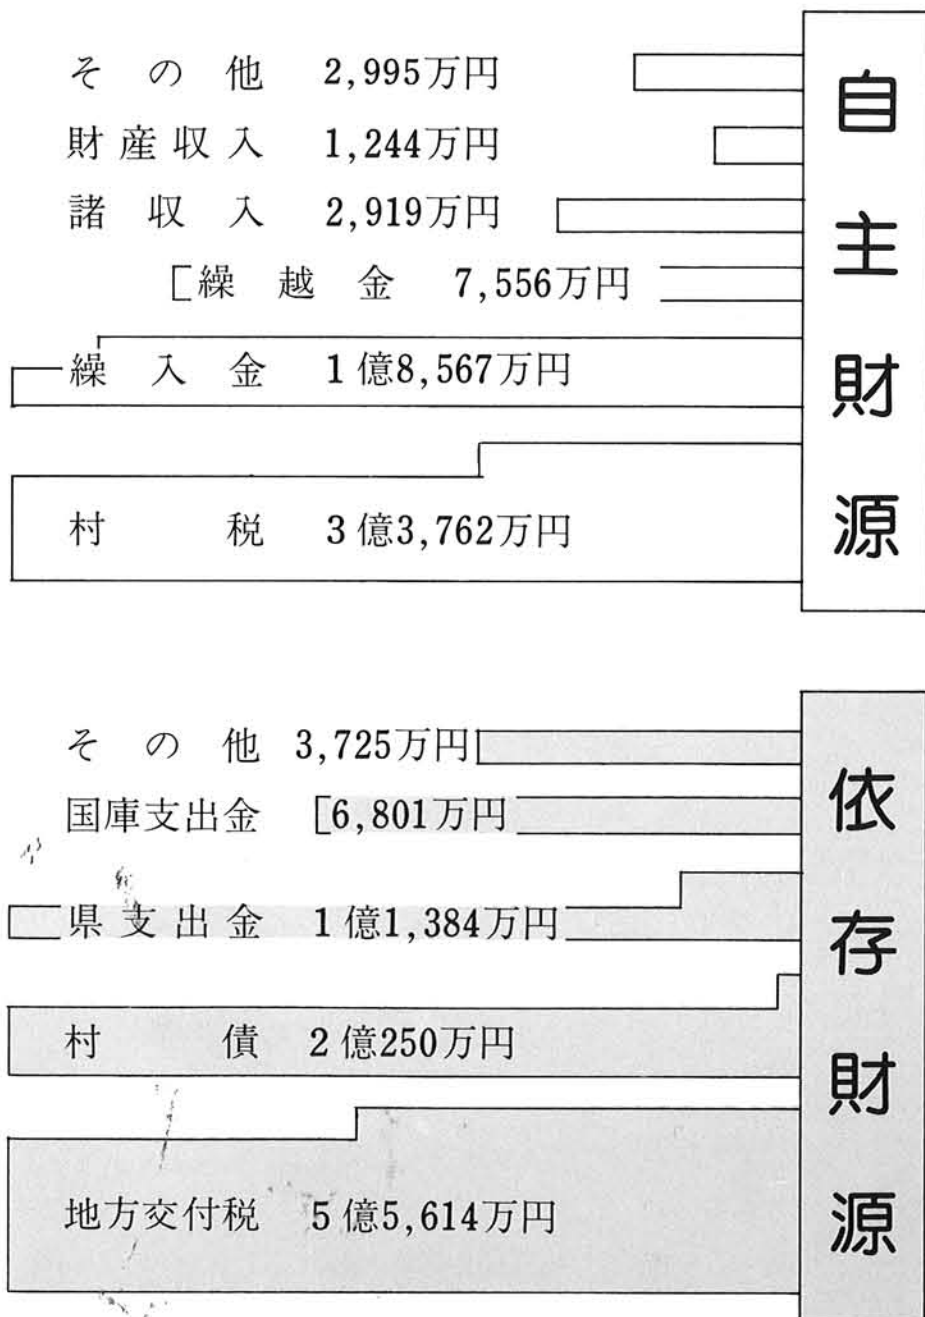 自主財源
その他 2,995万円
財産収入 1,244万円
諸収入 2,919万円
繰越金 7,556万円
繰入金 1億8,567万円
村税 3億3,762万円
依存財源
その他 3,725万円
国庫支出金 6,801万円
県支出金 1億1,384万円
村債 2億250万円
地方交付税 5億5,614万円